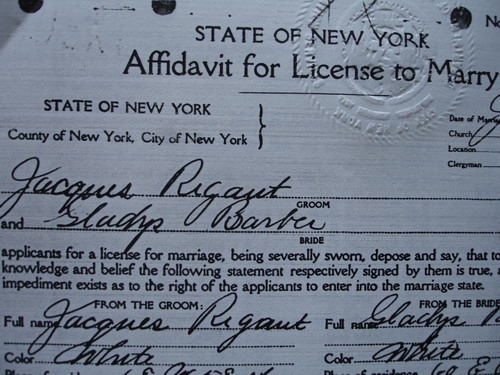 No
STATE OF NEW YORK
Affidavit for License to Marry
STATE OF NEW YORK
County of New York, City of New York
Date of Marria
Church
Location
Clergyman
Jacques Rigaut
GROOM
and Gladys Barber
BRIDE
applicants for a license for marriage, being severally sworn, depose and say, that to
knowledge and belief the following statement respectively signed by them is true,
impediment exists as to the right of the applicants to enter into the marriage state.
FROM THE GROOM: FROM THE BRIDE
Full name Jacques Rigaut Full name Gladys
Color White Color White